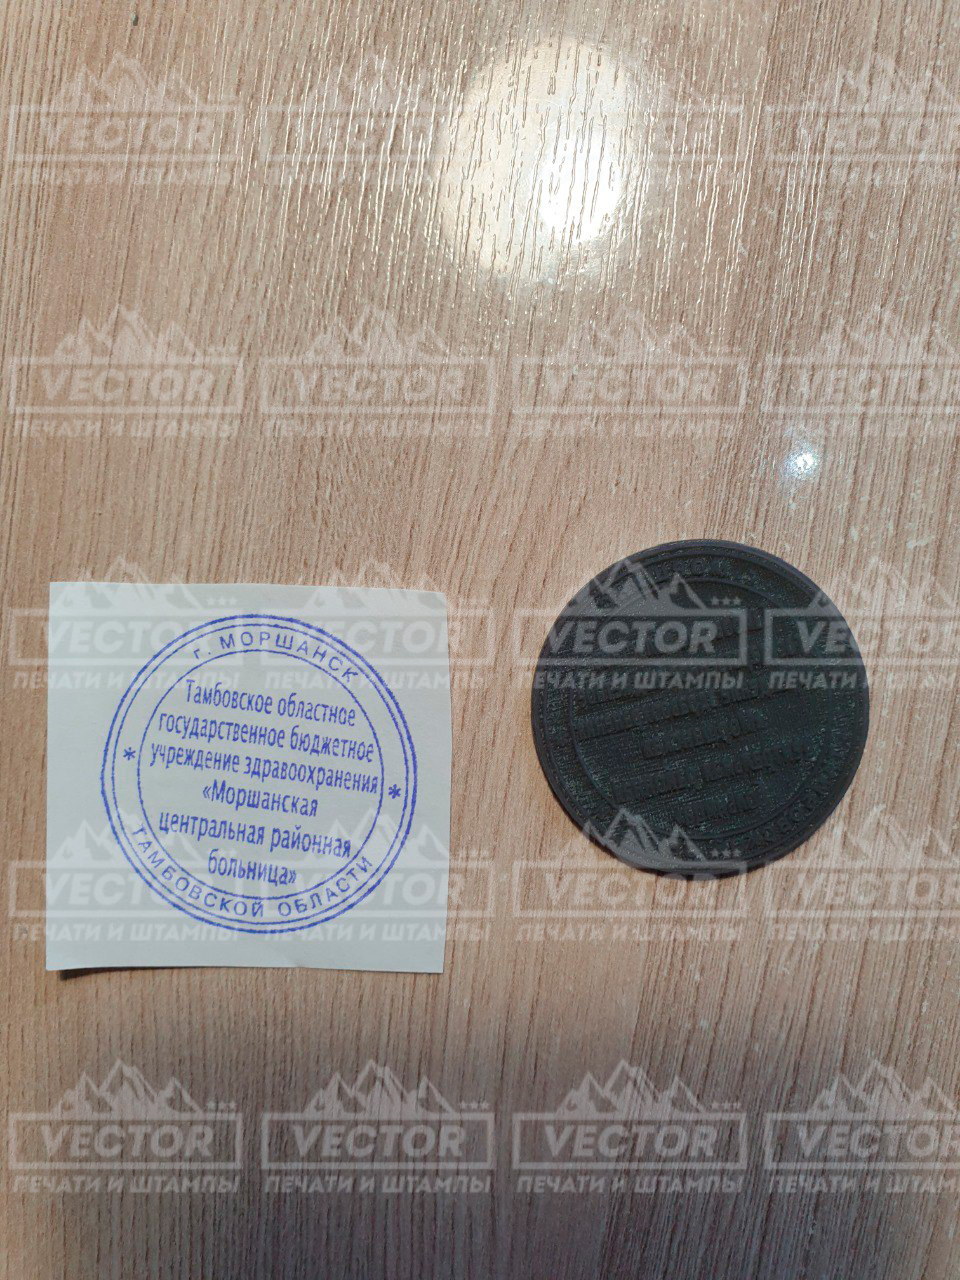 г. МОРШАНСК
Тамбовское областное
государственное бюджетное
учреждение здравоохранения
«Моршанская
центральная районная
больница»
* ТАМБОВСКОЙ ОБЛАСТИ *
VECTOR
ПЕЧАТИ И ШТАМПЫ